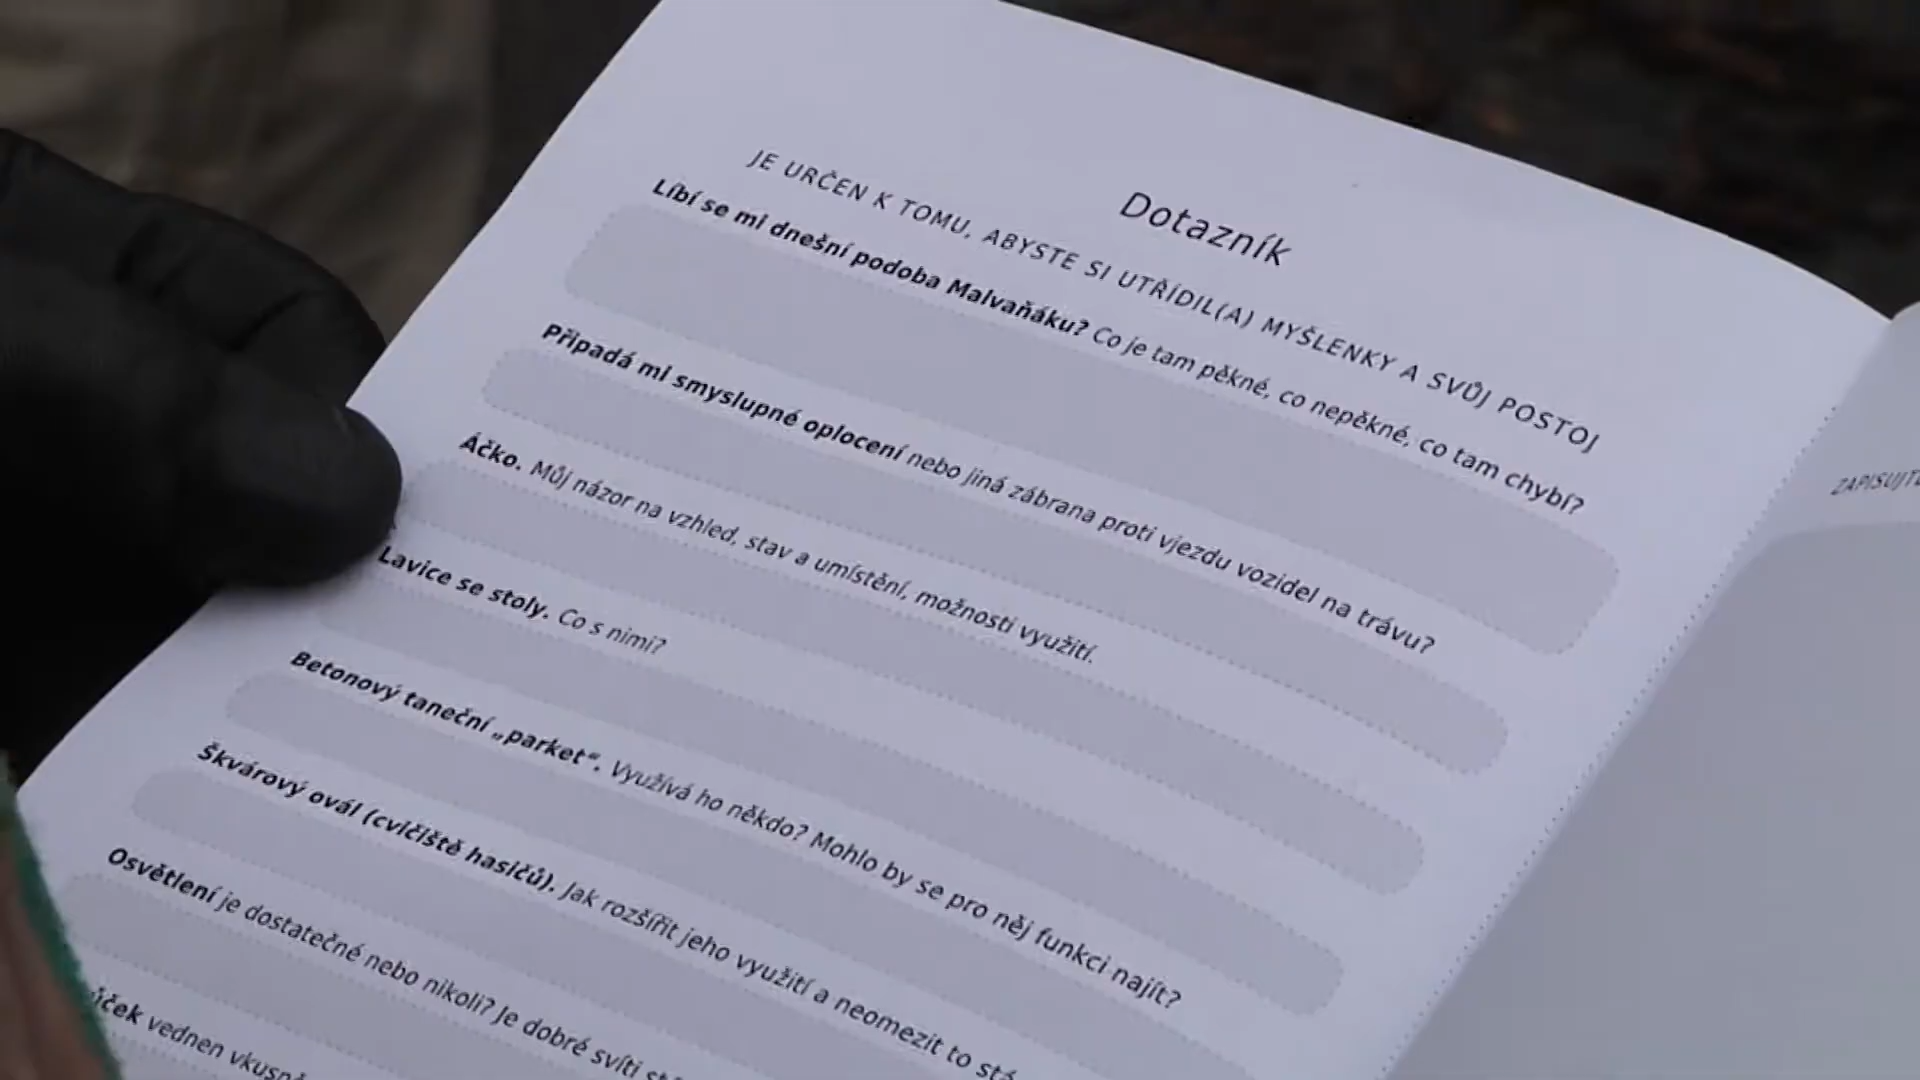 Dotazník
JE URČEN K TOMU, ABYSTE SI UTŘÍDIL(A) MYŠLENKY A SVŮJ POSTOJ
Líbí se mi dnešní podoba Malvaňáku? Co je tam pěkné, co nepěkné, co tam chybí?
Připadá mi smyslupné oplocení nebo jiná zábrana proti vjezdu vozidel na trávu?
Áčko. Můj názor na vzhled, stav a umístění, možnosti využití.
Lavice se stoly. Co s nimi?
Betonový taneční „parket“. Využívá ho někdo? Mohlo by se pro něj funkci najít?
Škvárový ovál (cvičiště hasičů). Jak rozšířit jeho využití a neomezit to
Osvětlení je dostatečné nebo nikoli? Je dobré svíti
vednen